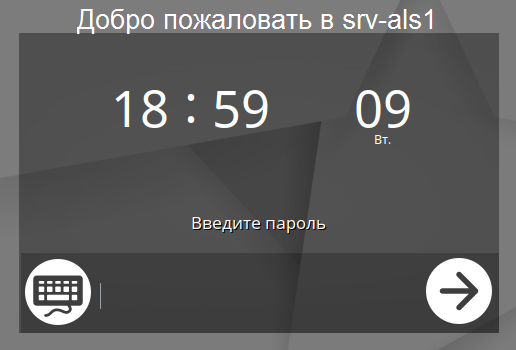 Добро пожаловать в srv-als1
18 : 59 09
Вт.
Введите пароль